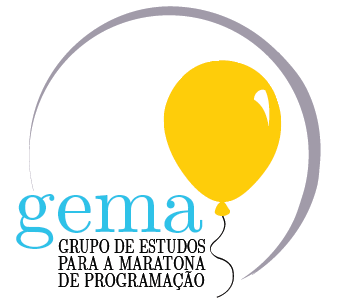 gema
GRUPO DE ESTUDOS
PARA A MARATONA
DE PROGRAMAÇÃO